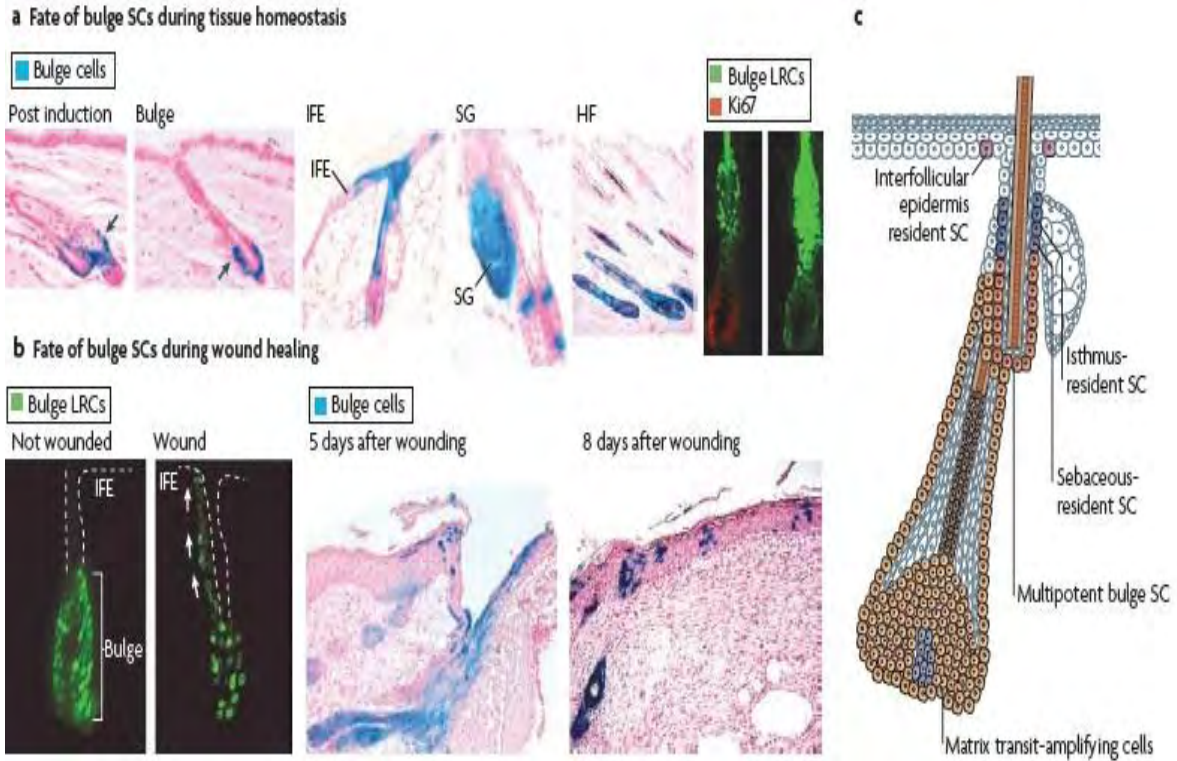 a Fate of bulge SCs during tissue homeostasis
Bulge cells
Post induction
Bulge
IFE
IFE
SG
SG
HF
Bulge LRCs
Ki67
b Fate of bulge SCs during wound healing
Bulge LRCs
Not wounded
IFE
Bulge
Wound
IFE
Bulge cells
5 days after wounding
8 days after wounding
c
Interfollicular
epidermis
resident SC
Isthmus-
resident SC
Sebaceous-
resident SC
Multipotent bulge SC
Matrix transit-amplifying cells